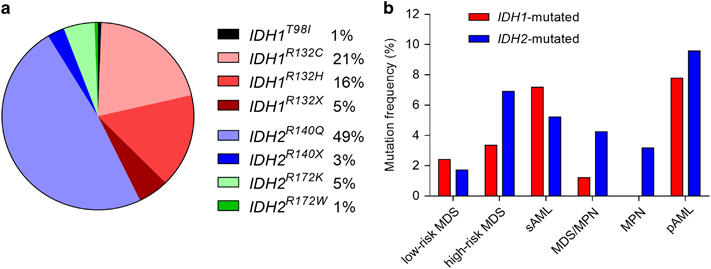 a
IDH1T98I 1%
IDH1R132C 21%
IDH1R132H 16%
IDH1R132X 5%
IDH2R140Q 49%
IDH2R140X 3%
IDH2R172K 5%
IDH2R172W 1%
b
IDH1-mutated
IDH2-mutated
Mutation frequency (%)
12
10
8
6
4
2
0
low-risk MDS
high-risk MDS
sAML
MDS/MPN
MPN
pAML